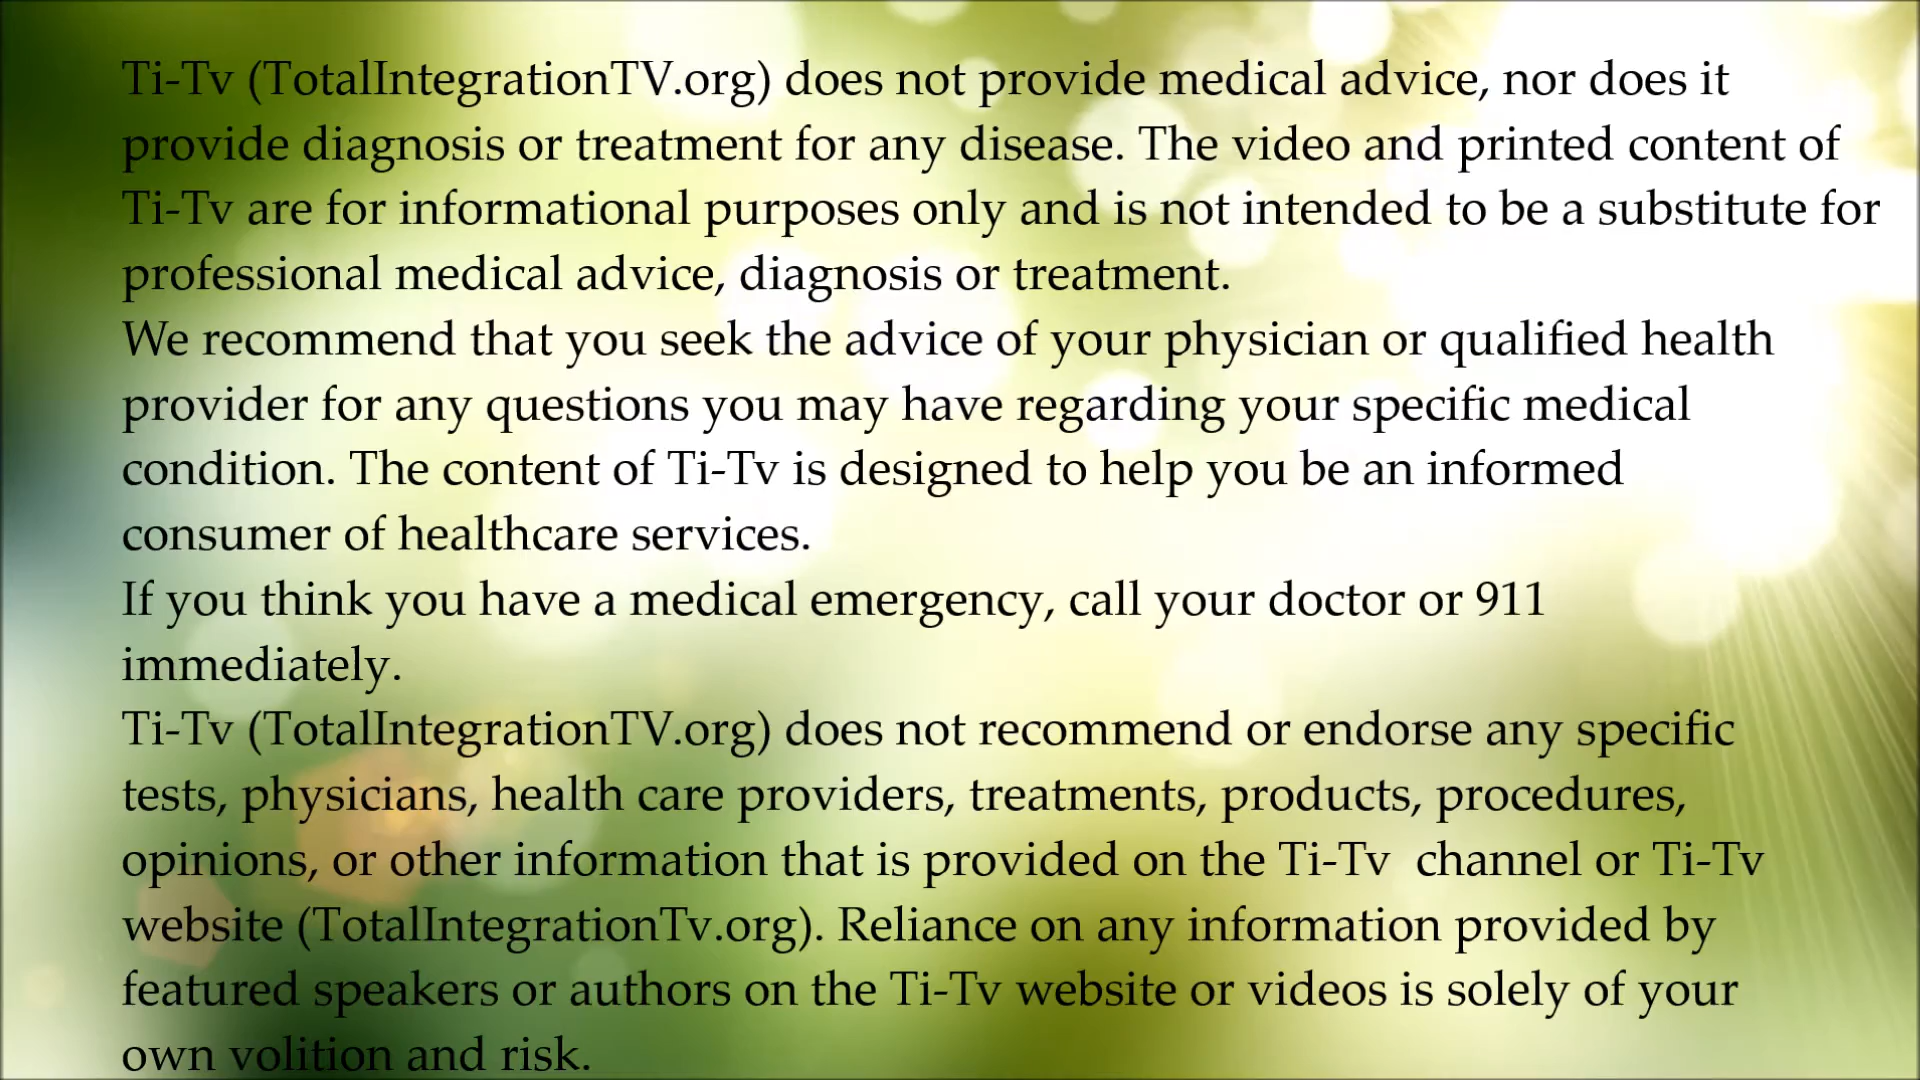 Ti-Tv (TotalIntegrationTV.org) does not provide medical advice, nor does it
provide diagnosis or treatment for any disease. The video and printed content of
Ti-Tv are for informational purposes only and is not intended to be a substitute for
professional medical advice, diagnosis or treatment.
We recommend that you seek the advice of your physician or qualified health
provider for any questions you may have regarding your specific medical
condition. The content of Ti-Tv is designed to help you be an informed
consumer of healthcare services.
If you think you have a medical emergency, call your doctor or 911
immediately.
Ti-Tv (TotalIntegrationTV.org) does not recommend or endorse any specific
tests, physicians, health care providers, treatments, products, procedures,
opinions, or other information that is provided on the Ti-Tv  channel or Ti-Tv
website (TotalIntegrationTv.org). Reliance on any information provided by
featured speakers or authors on the Ti-Tv website or videos is solely of your
own volition and risk.